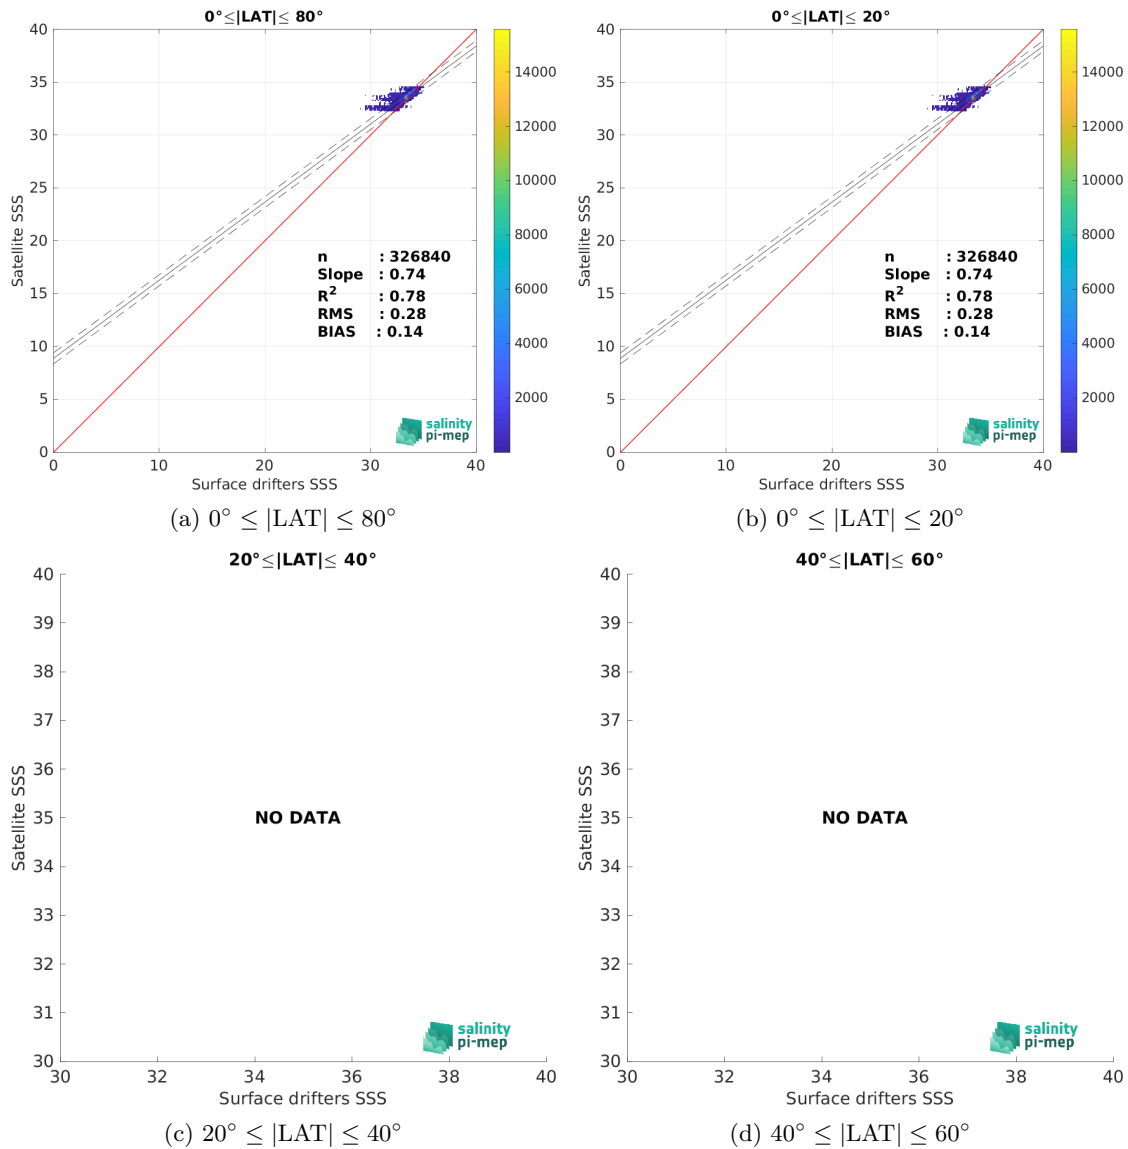 0°≤|LAT|≤ 80°
40
35
30
25
20
15
10
5
0
Satellite SSS
0
10
20
30
40
Surface drifters SSS
14000
12000
10000
8000
6000
4000
2000
n : 326840
Slope : 0.74
R² : 0.78
RMS : 0.28
BIAS : 0.14
salinity
pi-mep
(a) 0° ≤ |LAT| ≤ 80°
0°≤|LAT|≤ 20°
40
35
30
25
20
15
10
5
0
Satellite SSS
0
10
20
30
40
Surface drifters SSS
14000
12000
10000
8000
6000
4000
2000
n : 326840
Slope : 0.74
R² : 0.78
RMS : 0.28
BIAS : 0.14
salinity
pi-mep
(b) 0° ≤ |LAT| ≤ 20°
20°≤|LAT|≤ 40°
40
39
38
37
36
35
34
33
32
31
30
Satellite SSS
NO DATA
salinity
pi-mep
30
32
34
36
38
40
Surface drifters SSS
(c) 20° ≤ |LAT| ≤ 40°
40°≤|LAT|≤ 60°
40
39
38
37
36
35
34
33
32
31
30
Satellite SSS
NO DATA
salinity
pi-mep
30
32
34
36
38
40
Surface drifters SSS
(d) 40° ≤ |LAT| ≤ 60°